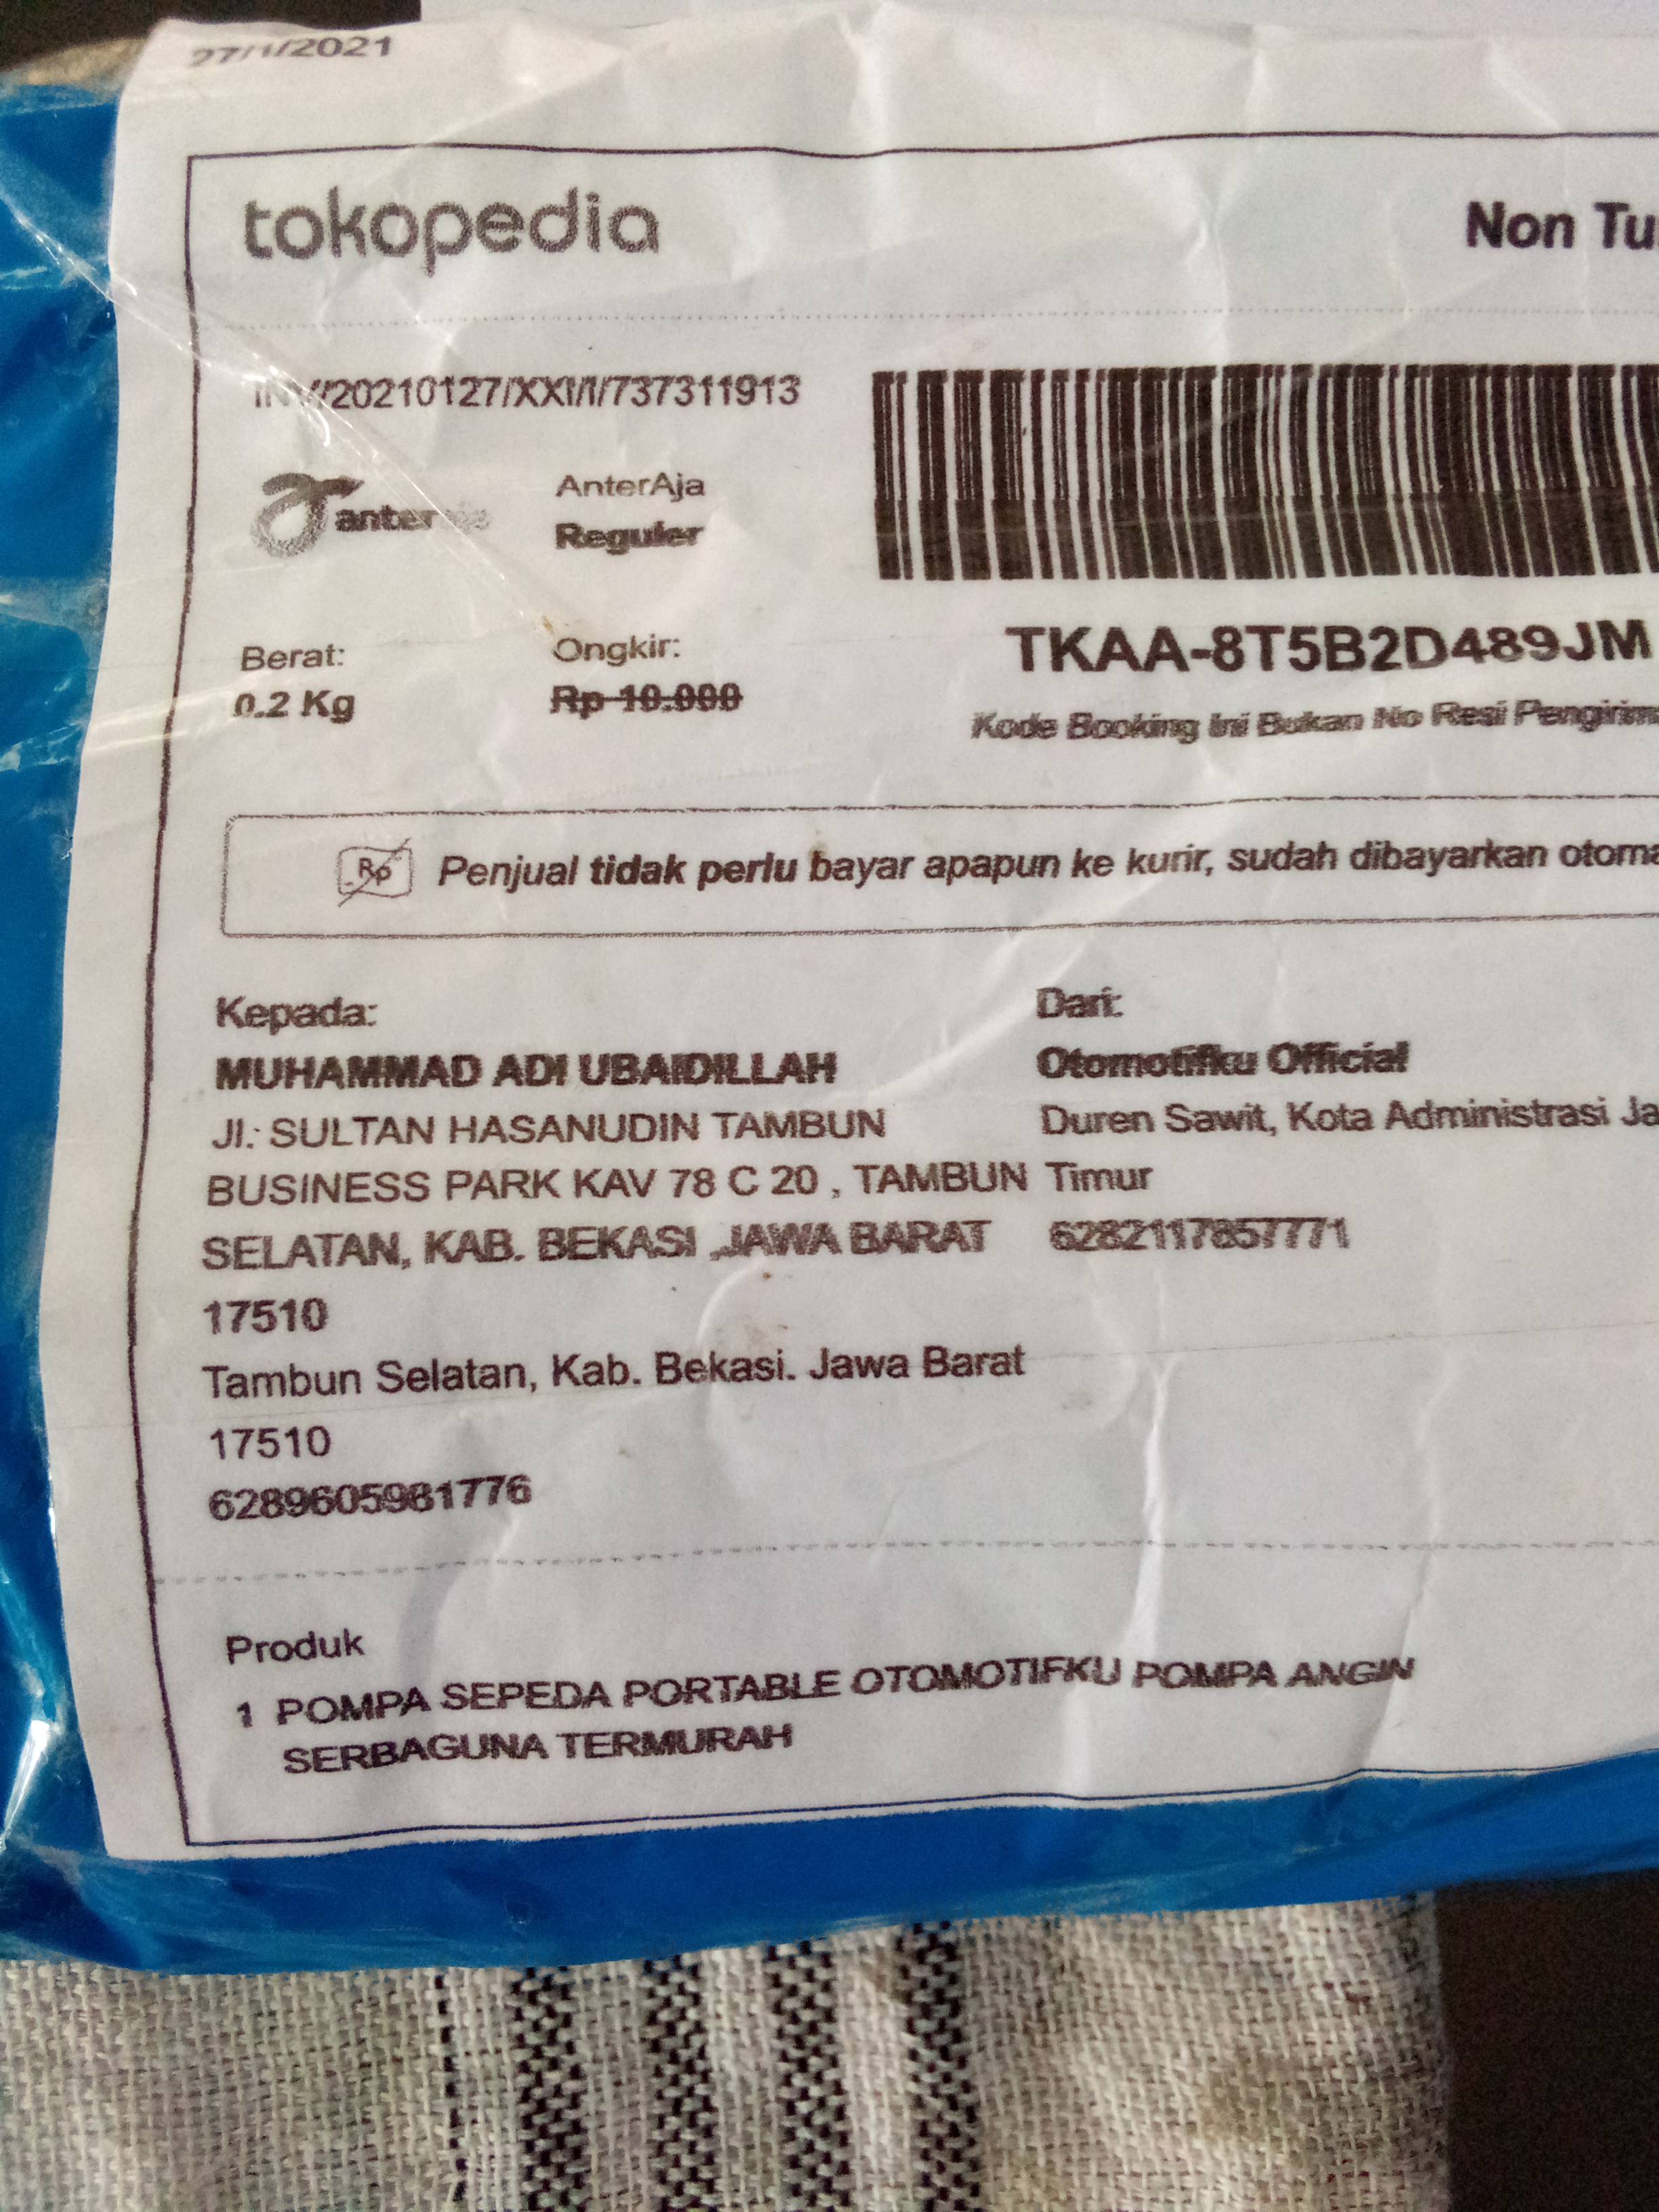 27/1/2021
tokopedia
Non Tu
INV/20210127/XXI/I/737311913
anteraja
AnterAja
Reguler
Berat:
0.2 Kg
Ongkir:
Rp 10.000
TKAA-8T5B2D489JM
Kode Booking Ini Bukan No Resi Pengirima
Rp Penjual tidak perlu bayar apapun ke kurir, sudah dibayarkan otoma
Kepada:
MUHAMMAD ADI UBAIDILLAH
Jl.: SULTAN HASANUDIN TAMBUN
BUSINESS PARK KAV 78 C 20 , TAMBUN
SELATAN, KAB. BEKASI ,JAWA BARAT
17510
Tambun Selatan, Kab. Bekasi. Jawa Barat
17510
6289605981776
Dari:
Otomotifku Official
Duren Sawit, Kota Administrasi Ja
Timur
6282117857771
Produk
1 POMPA SEPEDA PORTABLE OTOMOTIFKU POMPA ANGIN
SERBAGUNA TERMURAH